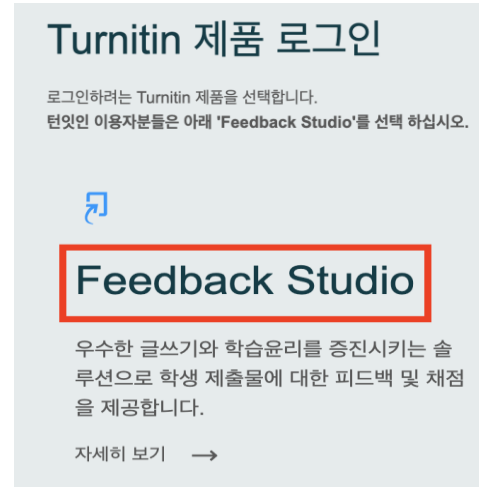 Turnitin 제품 로그인
로그인하려는 Turnitin 제품을 선택합니다.
턴잇인 이용자분들은 아래 'Feedback Studio'를 선택 하십시오.
Feedback Studio
우수한 글쓰기와 학습윤리를 증진시키는 솔
루션으로 학생 제출물에 대한 피드백 및 채점
을 제공합니다.
자세히 보기 →